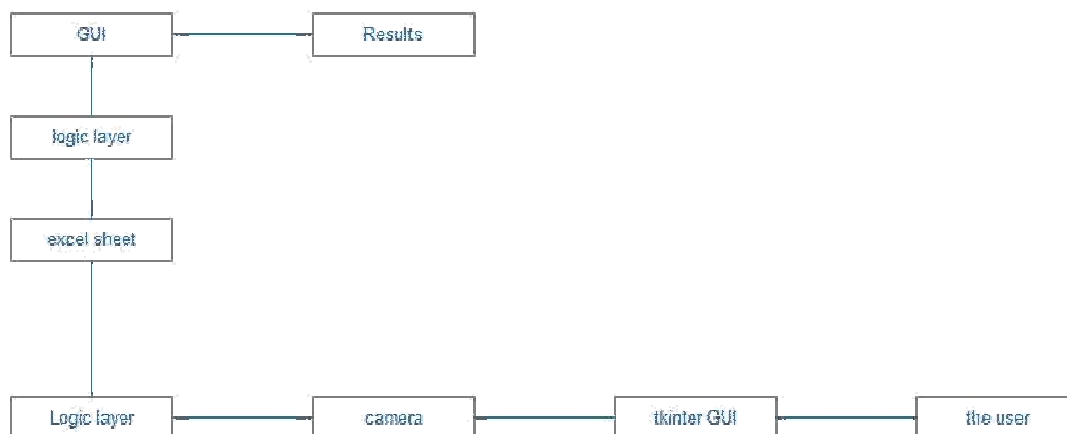 GUI
Results
logic layer
excel sheet
Logic layer
camera
tkinter GUI
the user